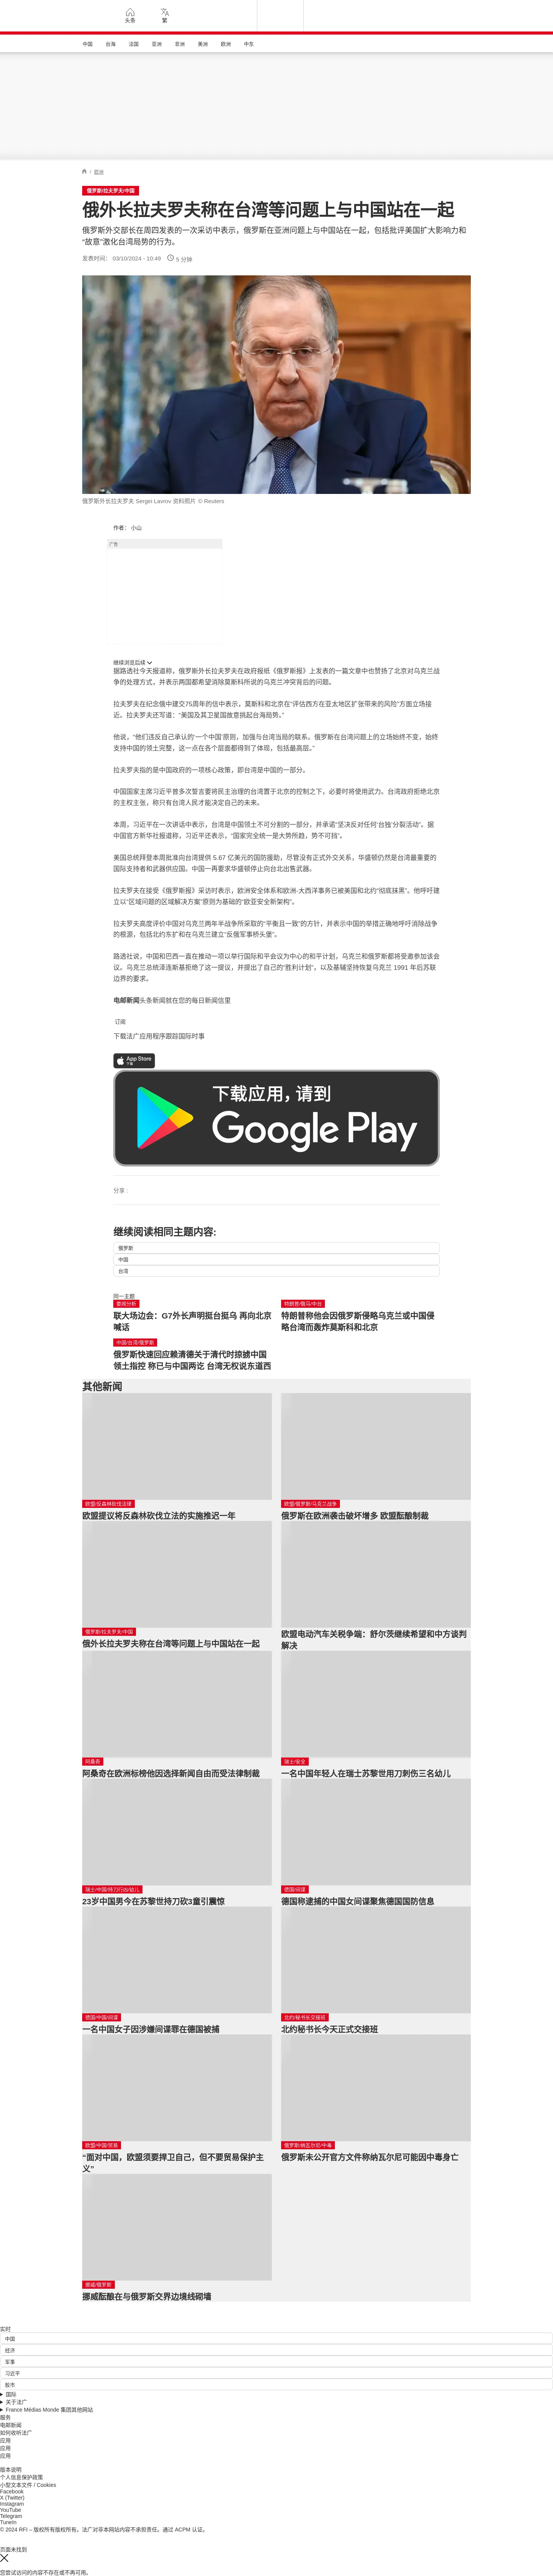 头条
繁
中国 台海 法国 亚洲 非洲 美洲 欧洲 中东
/ 欧洲
俄罗斯/拉夫罗夫/中国
俄外长拉夫罗夫称在台湾等问题上与中国站在一起
俄罗斯外交部长在周四发表的一次采访中表示，俄罗斯在亚洲问题上与中国站在一起，包括批评美国扩大影响力和
“故意”激化台湾局势的行为。
发表时间： 03/10/2024 - 10:49 5 分钟
俄罗斯外长拉夫罗夫 Sergei Lavrov 资料照片 © Reuters
作者： 小山
广告
继续浏览后续
据路透社今天报道称，俄罗斯外长拉夫罗夫在政府报纸《俄罗斯报》上发表的一篇文章中也赞扬了北京对乌克兰战
争的处理方式，并表示两国都希望消除莫斯科所说的乌克兰冲突背后的问题。
拉夫罗夫在纪念俄中建交75周年的信中表示，莫斯科和北京在“评估西方在亚太地区扩张带来的风险”方面立场接
近。拉夫罗夫还写道：“美国及其卫星国故意挑起台海局势。”
他说，“他们违反自己承认的‘一个中国’原则，加强与台湾当局的联系。俄罗斯在台湾问题上的立场始终不变，始终
支持中国的领土完整，这一点在各个层面都得到了体现，包括最高层。”
拉夫罗夫指的是中国政府的一项核心政策，即台湾是中国的一部分。
中国国家主席习近平曾多次誓言要将民主治理的台湾置于北京的控制之下，必要时将使用武力。台湾政府拒绝北京
的主权主张，称只有台湾人民才能决定自己的未来。
本周，习近平在一次讲话中表示，台湾是中国领土不可分割的一部分，并承诺“坚决反对任何‘台独’分裂活动”。据
中国官方新华社报道称，习近平还表示，“国家完全统一是大势所趋，势不可挡”。
美国总统拜登本周批准向台湾提供 5.67 亿美元的国防援助，尽管没有正式外交关系，华盛顿仍然是台湾最重要的
国际支持者和武器供应国。中国一再要求华盛顿停止向台北出售武器。
拉夫罗夫在接受《俄罗斯报》采访时表示，欧洲安全体系和欧洲-大西洋事务已被美国和北约“彻底抹黑”。他呼吁建
立以“区域问题的区域解决方案”原则为基础的“欧亚安全新架构”。
拉夫罗夫高度评价中国对乌克兰两年半战争所采取的“平衡且一致”的方针，并表示中国的举措正确地呼吁消除战争
的根源，包括北约东扩和在乌克兰建立“反俄军事桥头堡”。
路透社说，中国和巴西一直在推动一项以举行国际和平会议为中心的和平计划，乌克兰和俄罗斯都将受邀参加该会
议。乌克兰总统泽连斯基拒绝了这一提议，并提出了自己的“胜利计划”，以及基辅坚持恢复乌克兰 1991 年后苏联
边界的要求。
电邮新闻头条新闻就在您的每日新闻信里
订阅
下载法广应用程序跟踪国际时事
App Store
下载
下载应用，请到
Google Play
分享 :
继续阅读相同主题内容:
俄罗斯
中国
台湾
同一主题
要闻分析
联大场边会：G7外长声明挺台挺乌 再向北京
喊话
特朗普/俄乌/中台
特朗普称他会因俄罗斯侵略乌克兰或中国侵
略台湾而轰炸莫斯科和北京
中国/台湾/俄罗斯
俄罗斯快速回应赖清德关于清代时掠掳中国
领土指控 称已与中国两讫 台湾无权说东道西
其他新闻
欧盟/反森林砍伐法律
欧盟提议将反森林砍伐立法的实施推迟一年
欧盟/俄罗斯/乌克兰战争
俄罗斯在欧洲袭击破坏增多 欧盟酝酿制裁
俄罗斯/拉夫罗夫/中国
俄外长拉夫罗夫称在台湾等问题上与中国站在一起
欧盟电动汽车关税争端：舒尔茨继续希望和中方谈判
解决
阿桑奇
阿桑奇在欧洲标榜他因选择新闻自由而受法律制裁
瑞士/安全
一名中国年轻人在瑞士苏黎世用刀刺伤三名幼儿
瑞士/中国/持刀行凶/幼儿
23岁中国男今在苏黎世持刀砍3童引震惊
德国/间谍
德国称逮捕的中国女间谍聚焦德国国防信息
德国/中国/间谍
一名中国女子因涉嫌间谍罪在德国被捕
北约/秘书长交接班
北约秘书长今天正式交接班
欧盟/中国/贸易
“面对中国，欧盟须要捍卫自己，但不要贸易保护主
义”
俄罗斯/纳瓦尔尼/中毒
俄罗斯未公开官方文件称纳瓦尔尼可能因中毒身亡
挪威/俄罗斯
挪威酝酿在与俄罗斯交界边境线砌墙
实时
中国
经济
军事
习近平
股市
国际
关于法广
France Médias Monde 集团其他网站
服务
电邮新闻
如何收听法广
应用
应用
应用
版本说明
个人信息保护政策
小型文本文件 / Cookies
Facebook
X (Twitter)
Instagram
YouTube
Telegram
TuneIn
© 2024 RFI – 版权所有版权所有。法广对非本网站内容不承担责任。通过 ACPM 认证。
页面未找到
您尝试访问的内容不存在或不再可用。